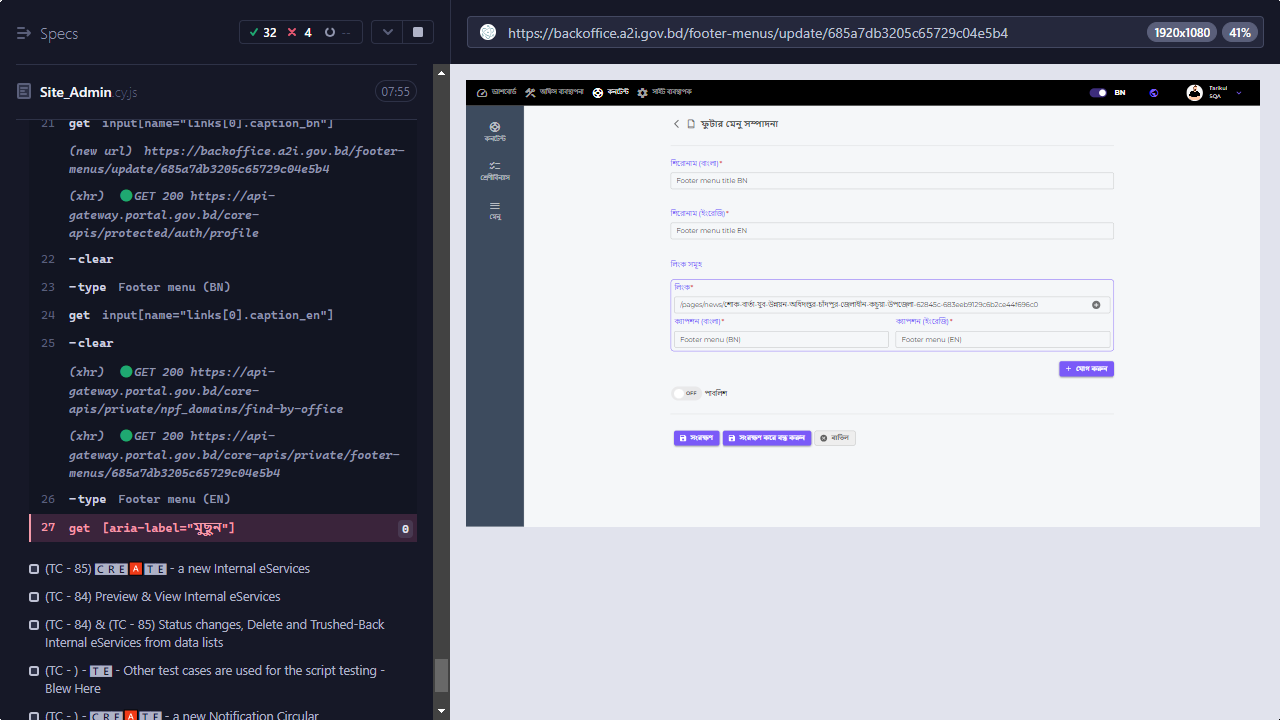 Specs
32 4 --
https://backoffice.a2i.gov.bd/footer-menus/update/685a7db3205c65729c04e5b4
1920x1080 41%
Site_Admin.cy.js 07:55
21 get input[name="links[0].caption_bn"]
(new url) https://backoffice.a2i.gov.bd/footer-
menus/update/685a7db3205c65729c04e5b4
(xhr) GET 200 https://api-
gateway.portal.gov.bd/core-
apis/protected/auth/profile
22 -clear
23 -type Footer menu (BN)
24 get input[name="links[0].caption_en"]
25 -clear
(xhr) GET 200 https://api-
gateway.portal.gov.bd/core-
apis/private/npf_domains/find-by-office
(xhr) GET 200 https://api-
gateway.portal.gov.bd/core-apis/private/footer-
menus/685a7db3205c65729c04e5b4
26 -type Footer menu (EN)
27 get [aria-label="মুছুন"] 0
(TC - 85) C R E A T E - a new Internal eServices
(TC - 84) Preview & View Internal eServices
(TC - 84) & (TC - 85) Status changes, Delete and Trushed-Back
Internal eServices from data lists
(TC - ) - T E - Other test cases are used for the script testing -
Blew Here
(TC - ) - C R E A T E - a new Notification Circular
ড্যাশবোর্ড অফিস ব্যবস্থাপনা কনটেন্ট সাইট ব্যবস্থাপক BN Tarikul
SQA
কনটেন্ট
শ্রেণীবিন্যাস
মেনু
ফুটার মেনু সম্পাদনা
শিরোনাম (বাংলা)*
Footer menu title BN
শিরোনাম (ইংরেজি)*
Footer menu title EN
লিংক সমূহ
লিংক*
/pages/news/শোক-বার্তা-যুব-উন্নয়ন-অধিদপ্তর-চাঁদপুর-জেলাধীন-কচুয়া-উপজেলা-62845c-683eeb9129c6b2ce44f696c0
ক্যাপশন (বাংলা)* ক্যাপশন (ইংরেজি)*
Footer menu (BN) Footer menu (EN)
+ যোগ করুন
OFF পাবলিশ
সংরক্ষণ সংরক্ষণ করে বন্ধ করুন বাতিল